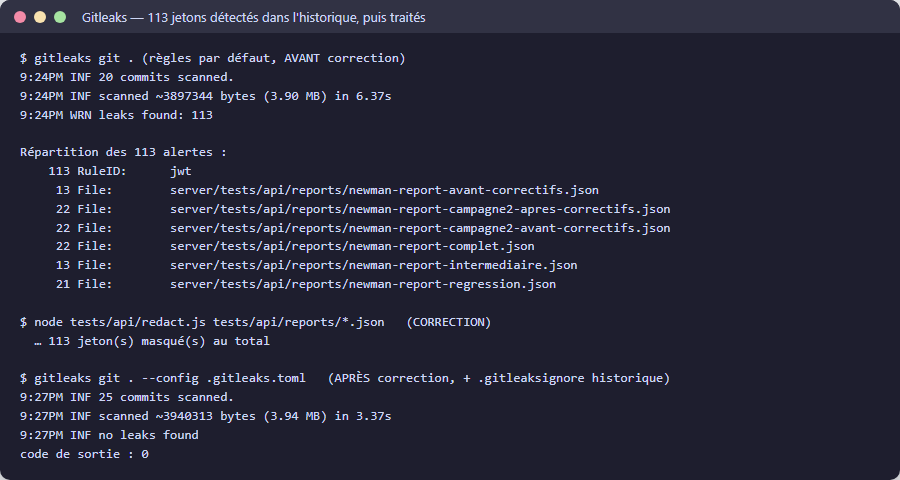 Gitleaks — 113 jetons détectés dans l'historique, puis traités
$ gitleaks git . (règles par défaut, AVANT correction)
9:24PM INF 20 commits scanned.
9:24PM INF scanned ~3897344 bytes (3.90 MB) in 6.37s
9:24PM WRN leaks found: 113
Répartition des 113 alertes :
113 RuleID: jwt
13 File: server/tests/api/reports/newman-report-avant-correctifs.json
22 File: server/tests/api/reports/newman-report-campagne2-apres-correctifs.json
22 File: server/tests/api/reports/newman-report-campagne2-avant-correctifs.json
22 File: server/tests/api/reports/newman-report-complet.json
13 File: server/tests/api/reports/newman-report-intermediaire.json
21 File: server/tests/api/reports/newman-report-regression.json
$ node tests/api/redact.js tests/api/reports/*.json (CORRECTION)
… 113 jeton(s) masqué(s) au total
$ gitleaks git . --config .gitleaks.toml (APRÈS correction, + .gitleaksignore historique)
9:27PM INF 25 commits scanned.
9:27PM INF scanned ~3940313 bytes (3.94 MB) in 3.37s
9:27PM INF no leaks found
code de sortie : 0